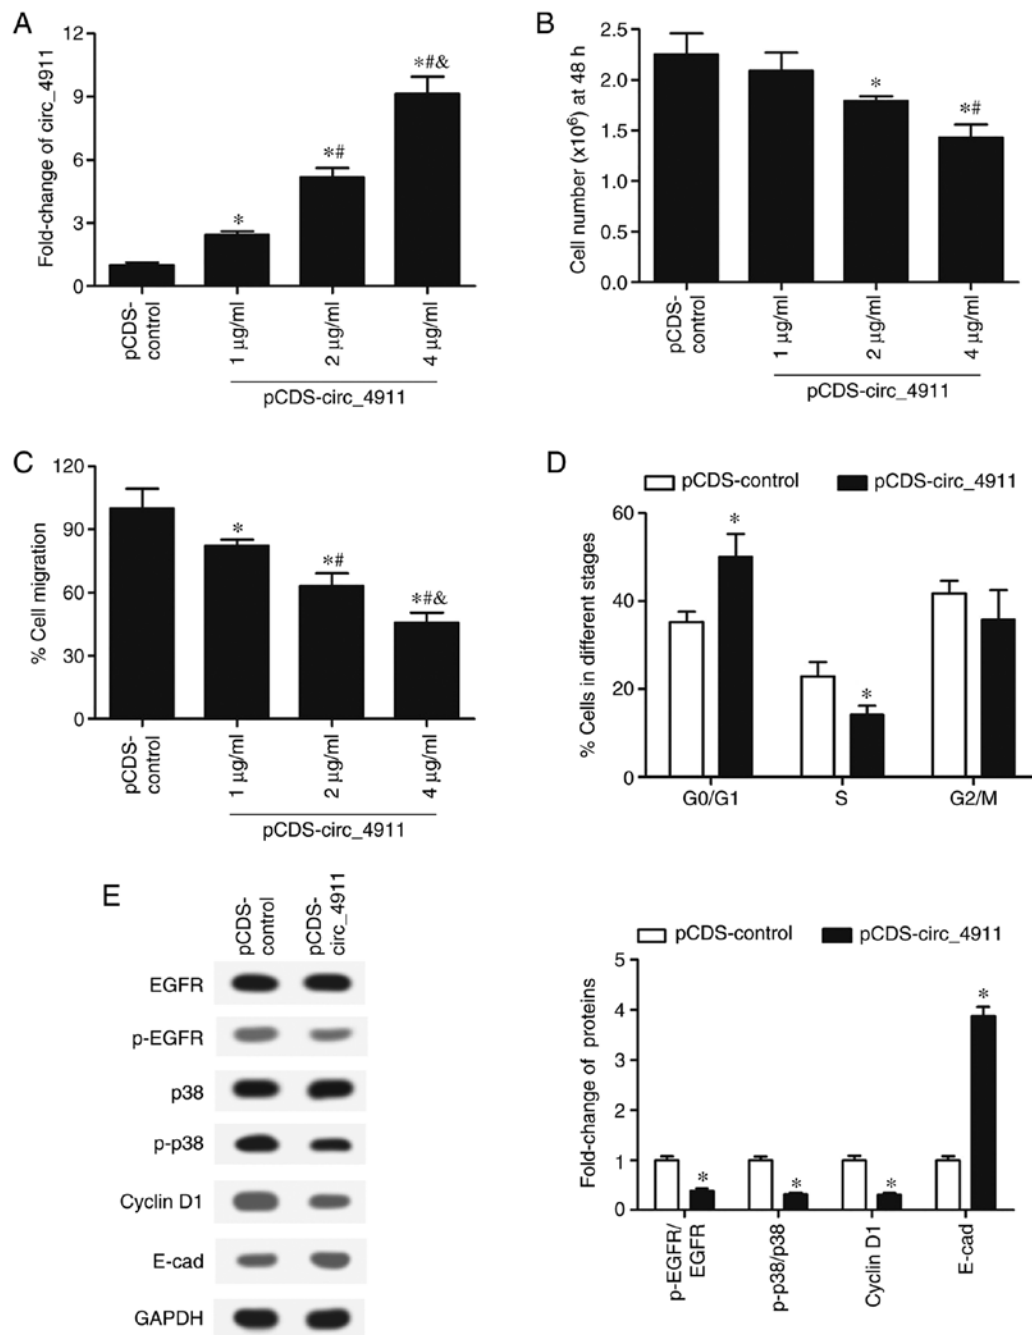 A
Fold-change of circ_4911
12
9
6
3
0
*
*#
*#&
pCDS-
control
1 µg/ml
2 µg/ml
4 µg/ml
pCDS-circ_4911
B
Cell number (x10⁶) at 48 h
2.5
2.0
1.5
1.0
0.5
0.0
*
*#
pCDS-
control
1 µg/ml
2 µg/ml
4 µg/ml
pCDS-circ_4911
C
% Cell migration
120
90
60
30
0
*
*#
*#&
pCDS-
control
1 µg/ml
2 µg/ml
4 µg/ml
pCDS-circ_4911
D
pCDS-control
pCDS-circ_4911
% Cells in different stages
60
40
20
0
*
*
G0/G1
S
G2/M
E
pCDS-
control
pCDS-
circ_4911
EGFR
p-EGFR
p38
p-p38
Cyclin D1
E-cad
GAPDH
pCDS-control
pCDS-circ_4911
Fold-change of proteins
5
4
3
2
1
0
*
*
*
*
p-EGFR/
EGFR
p-p38/p38
Cyclin D1
E-cad